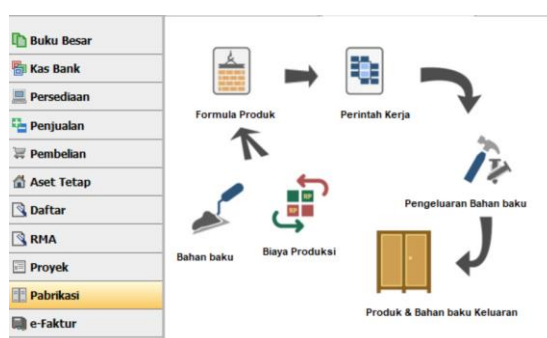 Buku Besar
Kas Bank
Persediaan
Penjualan
Pembelian
Aset Tetap
Daftar
RMA
Proyek
Pabrikasi
e-Faktur
Formula Produk
Perintah Kerja
Pengeluaran Bahan baku
Bahan baku
Biaya Produksi
Produk & Bahan baku Keluaran